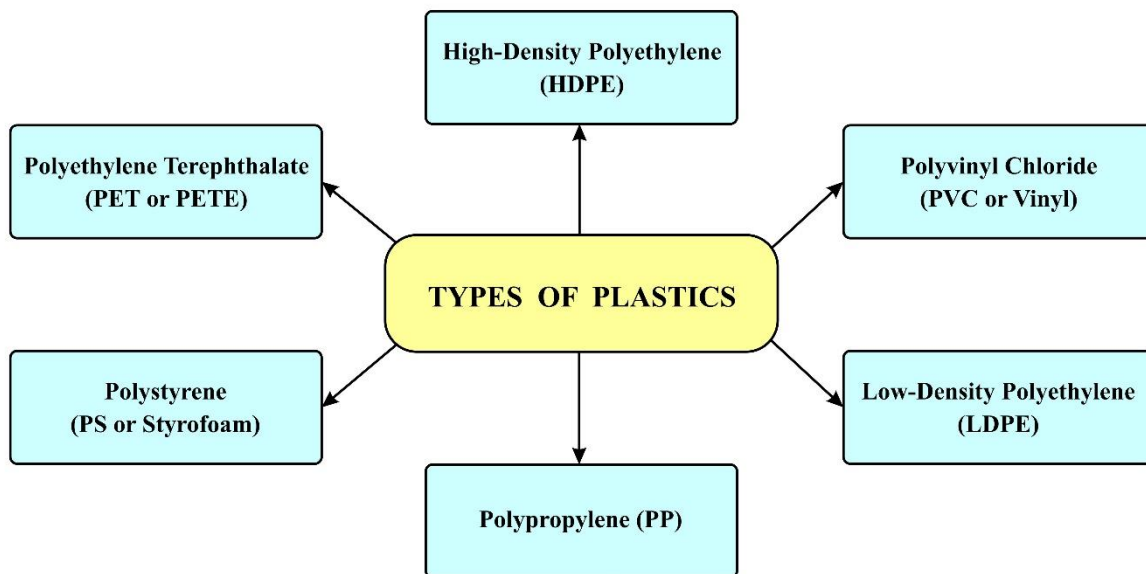 High-Density Polyethylene
(HDPE)
Polyethylene Terephthalate
(PET or PETE)
Polyvinyl Chloride
(PVC or Vinyl)
TYPES OF PLASTICS
Polystyrene
(PS or Styrofoam)
Low-Density Polyethylene
(LDPE)
Polypropylene (PP)